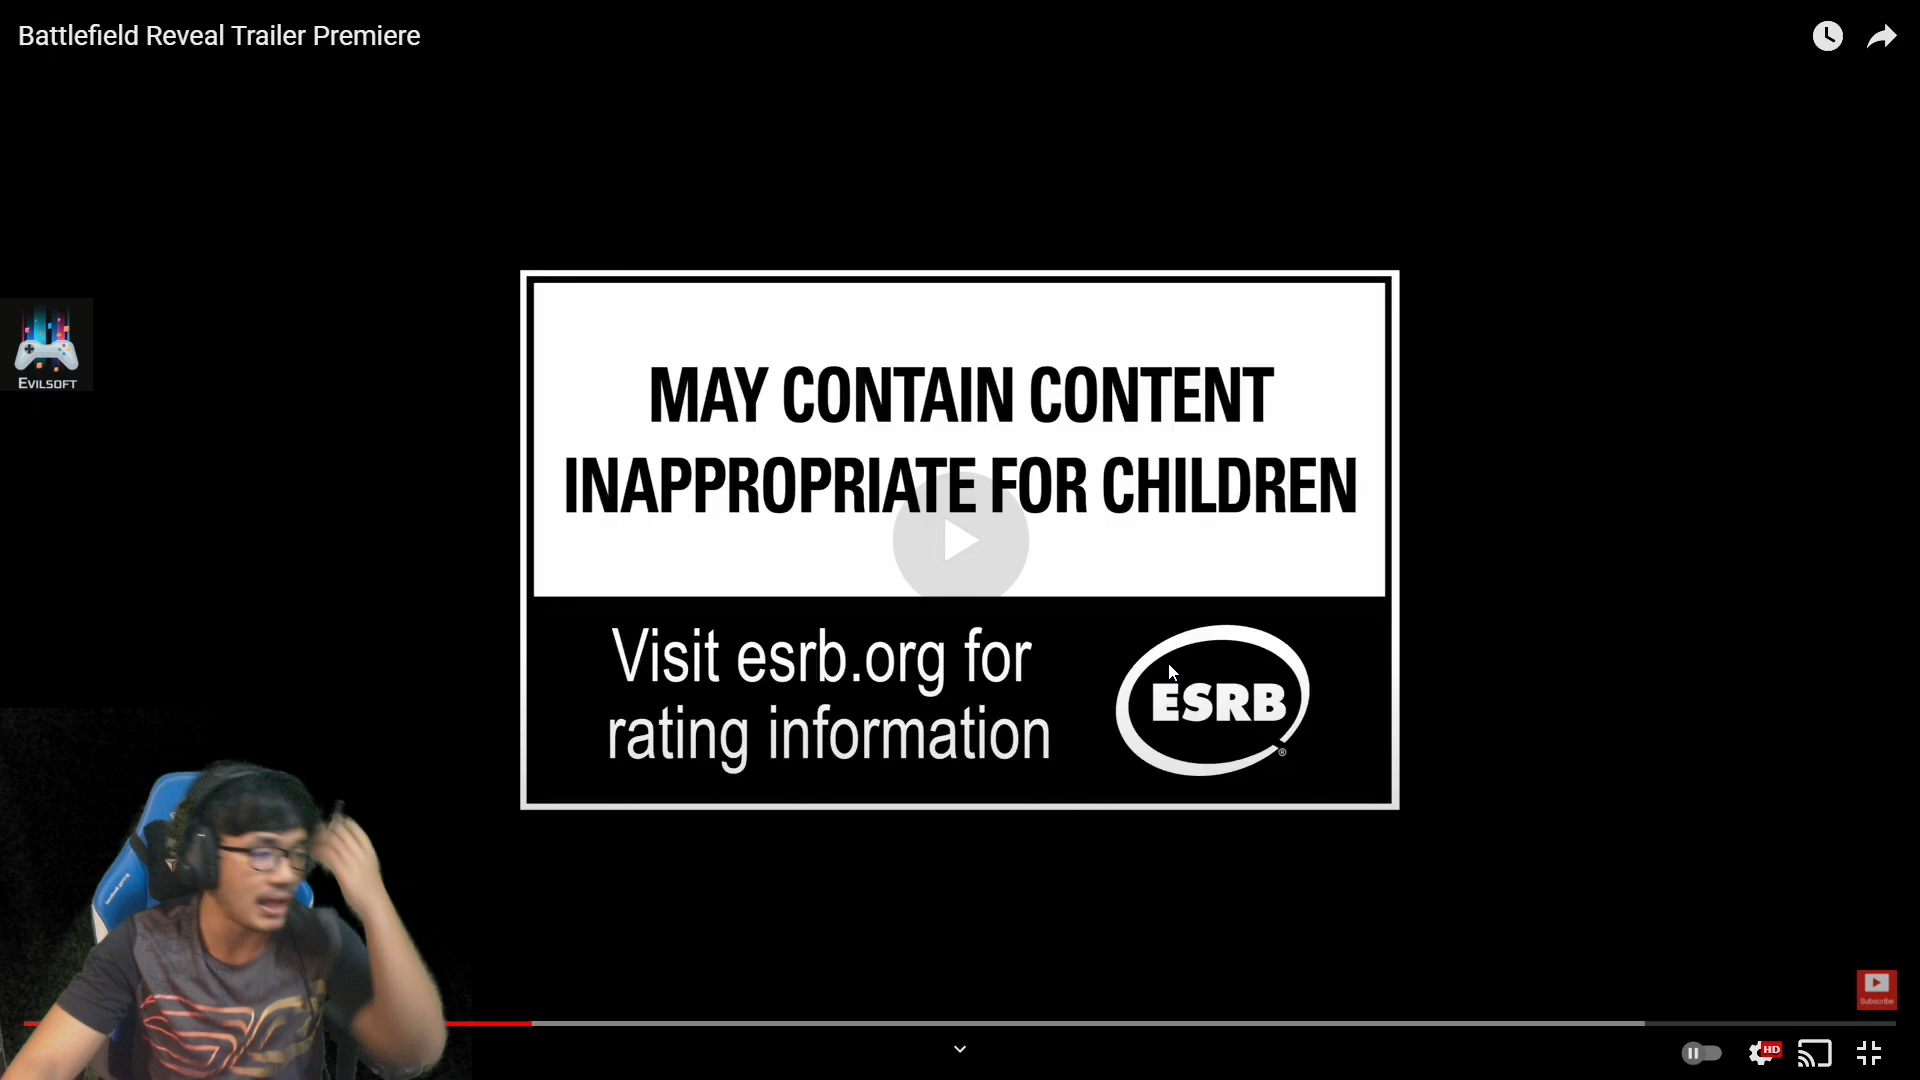 Battlefield Reveal Trailer Premiere
MAY CONTAIN CONTENT
INAPPROPRIATE FOR CHILDREN
Visit esrb.org for
rating information
ESRB
®
EVILSOFT
Subscribe
HD